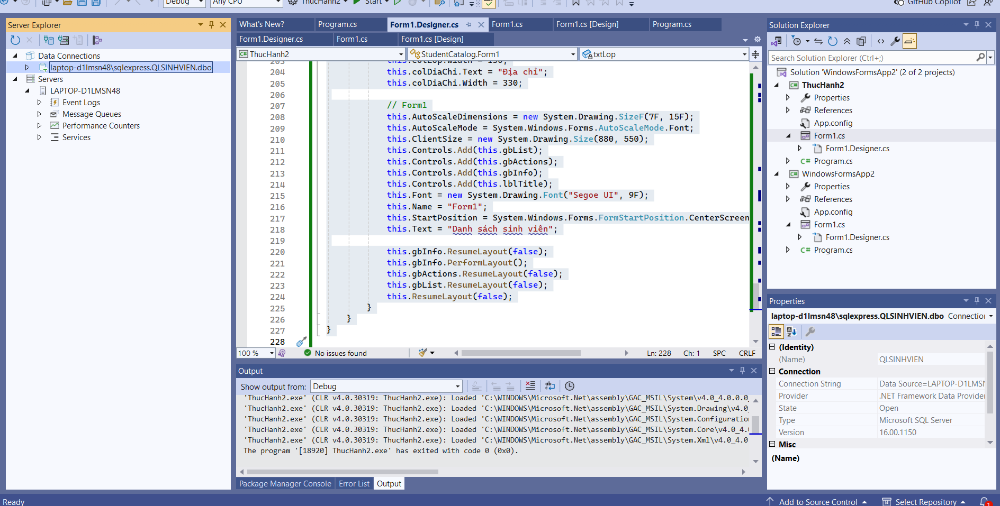 Debug
Any CPU
ThucHanh2
Start
GitHub Copilot
Server Explorer
Data Connections
laptop-d1lmsn48\sqlexpress.QLSINHVIEN.dbo
Servers
LAPTOP-D1LMSN48
Event Logs
Message Queues
Performance Counters
Services
What's New?
Program.cs
Form1.Designer.cs
Form1.cs
Form1.cs [Design]
Program.cs
Form1.Designer.cs
Form1.cs
Form1.cs [Design]
ThucHanh2
StudentCatalog.Form1
txtLop
203 this.colLop.Width = 150;
204 this.colDiaChi.Text = "Địa chỉ";
205 this.colDiaChi.Width = 330;
206
207 // Form1
208 this.AutoScaleDimensions = new System.Drawing.SizeF(7F, 15F);
209 this.AutoScaleMode = System.Windows.Forms.AutoScaleMode.Font;
210 this.ClientSize = new System.Drawing.Size(880, 550);
211 this.Controls.Add(this.gbList);
212 this.Controls.Add(this.gbActions);
213 this.Controls.Add(this.gbInfo);
214 this.Controls.Add(this.lblTitle);
215 this.Font = new System.Drawing.Font("Segoe UI", 9F);
216 this.Name = "Form1";
217 this.StartPosition = System.Windows.Forms.FormStartPosition.CenterScreen
218 this.Text = "Danh sách sinh viên";
219
220 this.gbInfo.ResumeLayout(false);
221 this.gbInfo.PerformLayout();
222 this.gbActions.ResumeLayout(false);
223 this.gbList.ResumeLayout(false);
224 this.ResumeLayout(false);
225 }
226 }
227 }
228
100 %
No issues found
Ln: 228
Ch: 1
SPC
CRLF
Output
Show output from:
Debug
'ThucHanh2.exe' (CLR v4.0.30319: ThucHanh2.exe): Loaded 'C:\WINDOWS\Microsoft.Net\assembly\GAC_MSIL\System\v4.0_4.0.0.0_
'ThucHanh2.exe' (CLR v4.0.30319: ThucHanh2.exe): Loaded 'C:\WINDOWS\Microsoft.Net\assembly\GAC_MSIL\System.Drawing\v4.0_
'ThucHanh2.exe' (CLR v4.0.30319: ThucHanh2.exe): Loaded 'C:\WINDOWS\Microsoft.Net\assembly\GAC_MSIL\System.Configuration
'ThucHanh2.exe' (CLR v4.0.30319: ThucHanh2.exe): Loaded 'C:\WINDOWS\Microsoft.Net\assembly\GAC_MSIL\System.Core\v4.0_4.0
'ThucHanh2.exe' (CLR v4.0.30319: ThucHanh2.exe): Loaded 'C:\WINDOWS\Microsoft.Net\assembly\GAC_MSIL\System.Xml\v4.0_4.0
The program '[18920] ThucHanh2.exe' has exited with code 0 (0x0).
Package Manager Console
Error List
Output
Solution Explorer
Search Solution Explorer (Ctrl+;)
Solution 'WindowsFormsApp2' (2 of 2 projects)
ThucHanh2
Properties
References
App.config
Form1.cs
Form1.Designer.cs
C# Program.cs
WindowsFormsApp2
Properties
References
App.config
Form1.cs
Form1.Designer.cs
C# Program.cs
Properties
laptop-d1lmsn48\sqlexpress.QLSINHVIEN.dbo Connection
(Identity)
(Name) QLSINHVIEN
Connection
Connection String Data Source=LAPTOP-D1LMSN
Provider .NET Framework Data Provider
State Open
Type Microsoft SQL Server
Version 16.00.1150
Misc
(Name)
Ready
Add to Source Control
Select Repository
1